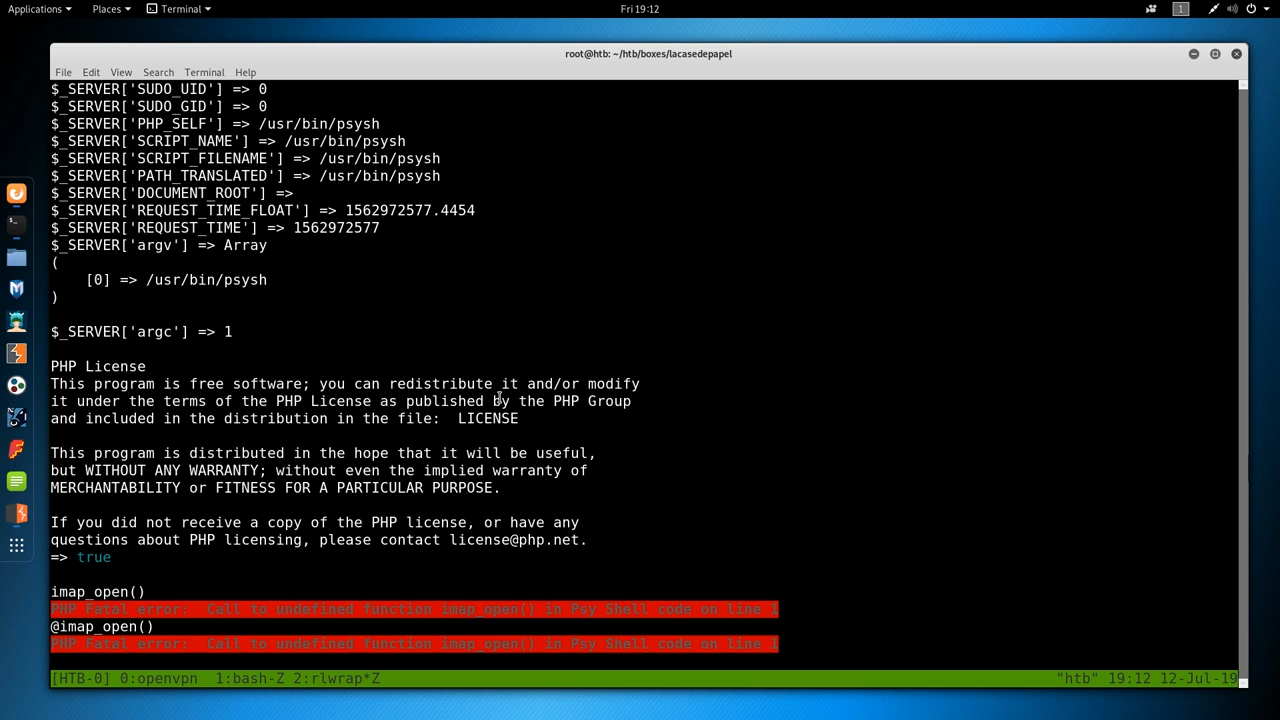 Applications Places Terminal Fri 19:12 1
root@htb: ~/htb/boxes/lacasedepapel
File Edit View Search Terminal Help
$_SERVER['SUDO_UID'] => 0
$_SERVER['SUDO_GID'] => 0
$_SERVER['PHP_SELF'] => /usr/bin/psysh
$_SERVER['SCRIPT_NAME'] => /usr/bin/psysh
$_SERVER['SCRIPT_FILENAME'] => /usr/bin/psysh
$_SERVER['PATH_TRANSLATED'] => /usr/bin/psysh
$_SERVER['DOCUMENT_ROOT'] =>
$_SERVER['REQUEST_TIME_FLOAT'] => 1562972577.4454
$_SERVER['REQUEST_TIME'] => 1562972577
$_SERVER['argv'] => Array
(
[0] => /usr/bin/psysh
)
$_SERVER['argc'] => 1
PHP License
This program is free software; you can redistribute it and/or modify
it under the terms of the PHP License as published by the PHP Group
and included in the distribution in the file:  LICENSE
This program is distributed in the hope that it will be useful,
but WITHOUT ANY WARRANTY; without even the implied warranty of
MERCHANTABILITY or FITNESS FOR A PARTICULAR PURPOSE.
If you did not receive a copy of the PHP license, or have any
questions about PHP licensing, please contact license@php.net.
=> true
imap_open()
PHP Fatal error:  Call to undefined function imap_open() in Psy Shell code on line 1
@imap_open()
PHP Fatal error:  Call to undefined function imap_open() in Psy Shell code on line 1
[HTB-0] 0:openvpn  1:bash-Z 2:rlwrap*Z "htb" 19:12 12-Jul-19